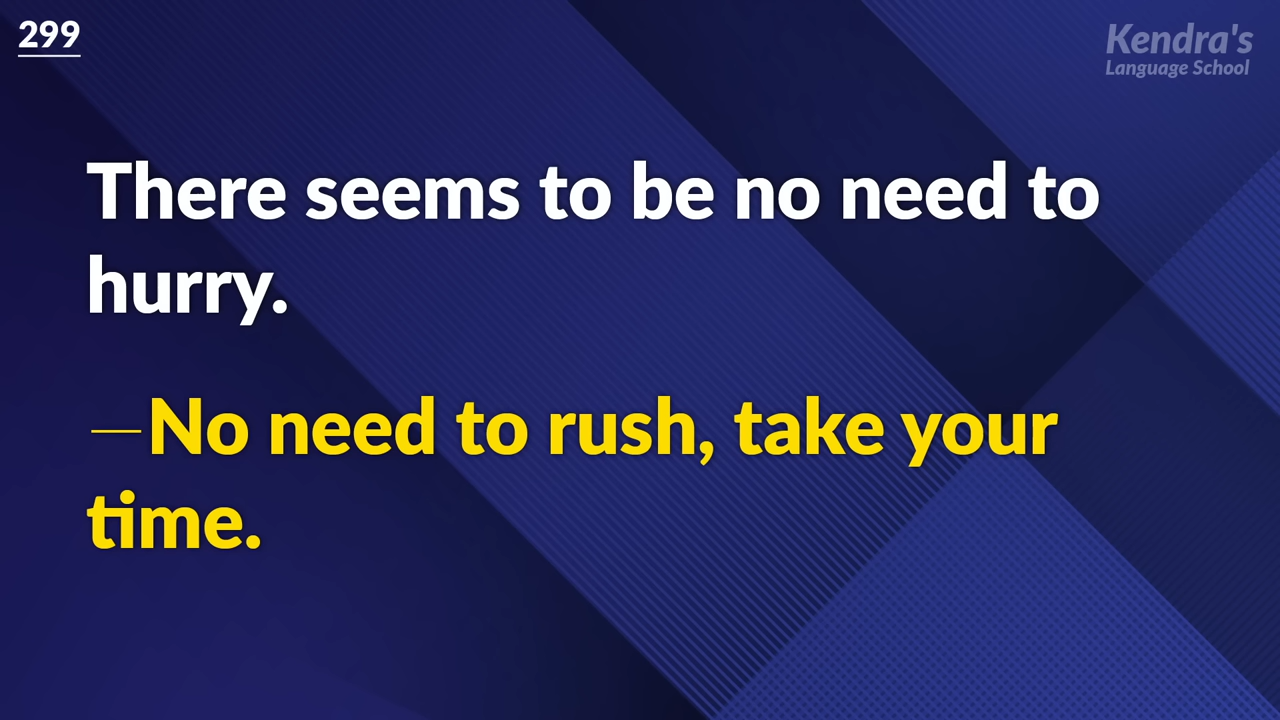 299
Kendra's
Language School
There seems to be no need to
hurry.
—No need to rush, take your
time.